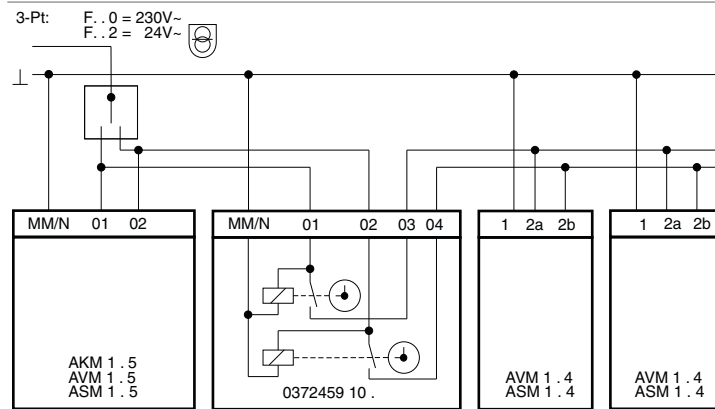 3-Pt: F. . 0 = 230V~
F. . 2 = 24V~
MM/N 01 02
MM/N 01 02 03 04
1 2a 2b
1 2a 2b
AKM 1 . 5
AVM 1 . 5
ASM 1 . 5
0372459 10 .
AVM 1 . 4
ASM 1 . 4
AVM 1 . 4
ASM 1 . 4